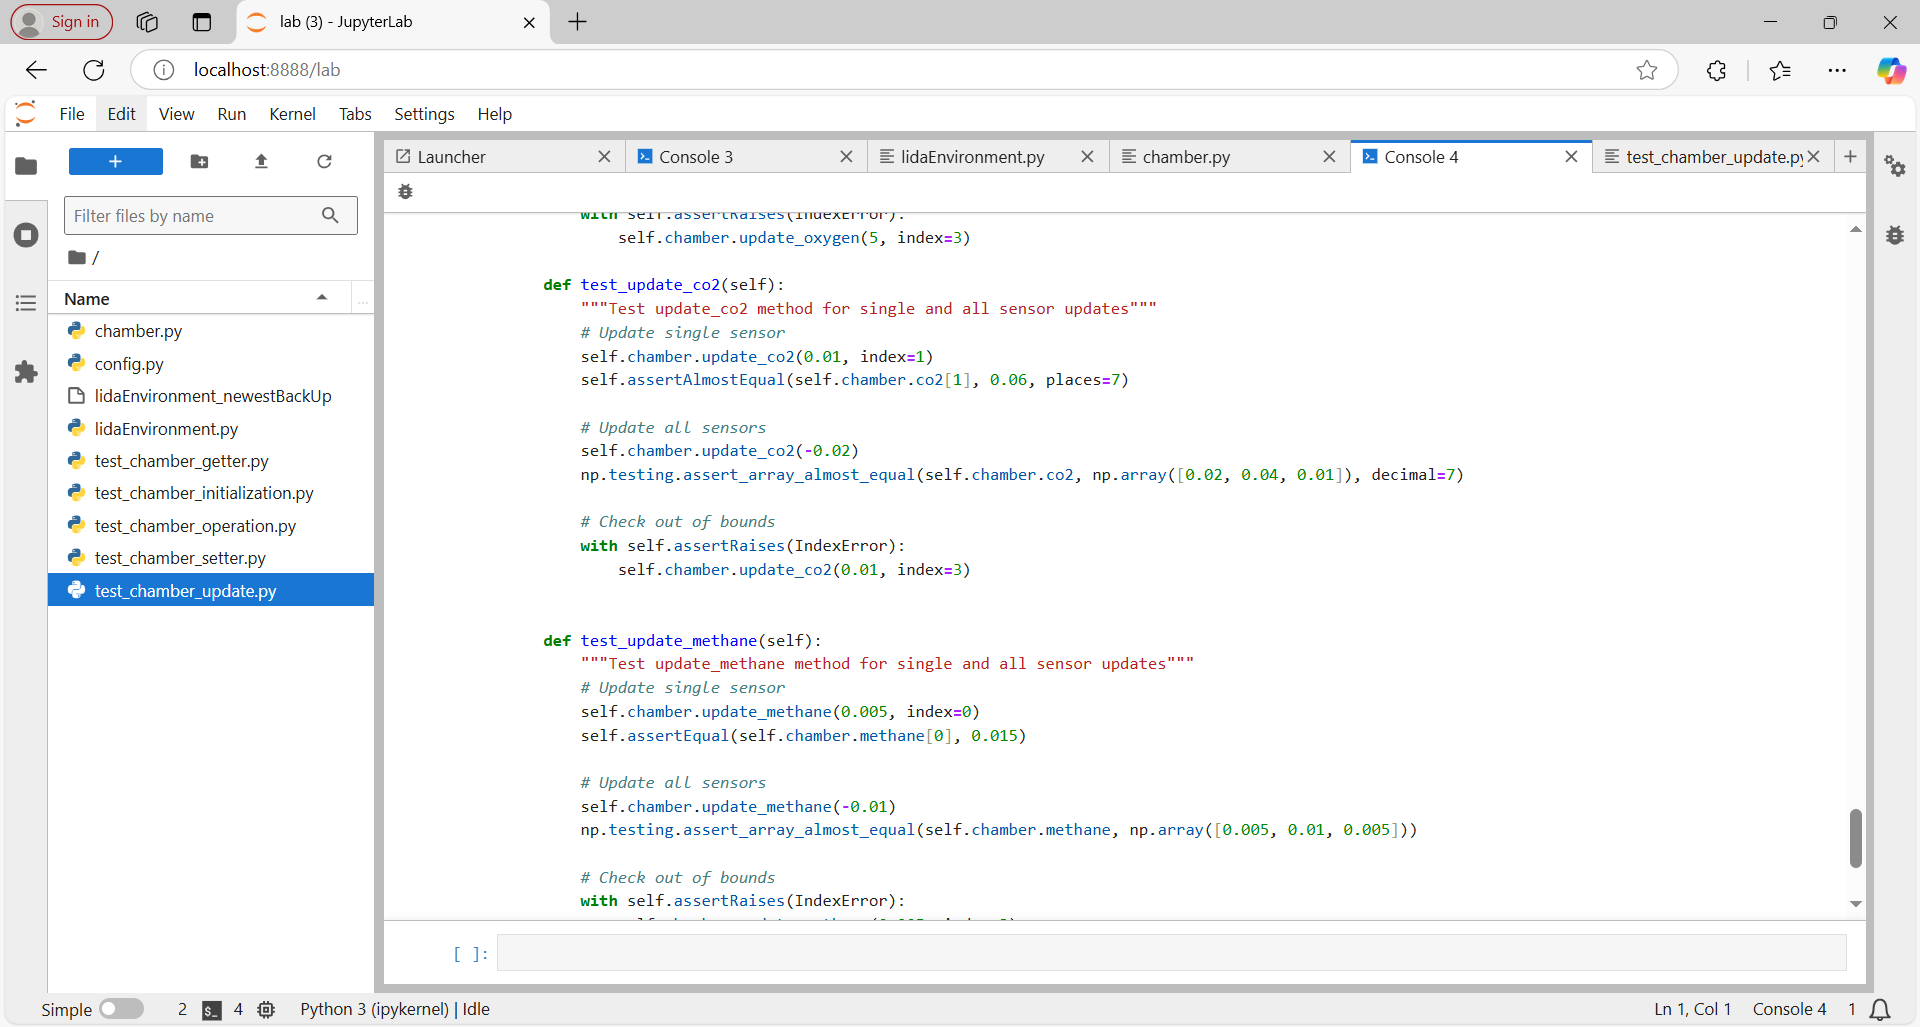 Sign in
lab (3) - JupyterLab
localhost:8888/lab
File Edit View Run Kernel Tabs Settings Help
Launcher
Console 3
lidaEnvironment.py
chamber.py
Console 4
test_chamber_update.py
Filter files by name
/
Name
...
chamber.py
config.py
lidaEnvironment_newestBackUp
lidaEnvironment.py
test_chamber_getter.py
test_chamber_initialization.py
test_chamber_operation.py
test_chamber_setter.py
test_chamber_update.py
with self.assertRaises(IndexError):
self.chamber.update_oxygen(5, index=3)
def test_update_co2(self):
"""Test update_co2 method for single and all sensor updates"""
# Update single sensor
self.chamber.update_co2(0.01, index=1)
self.assertAlmostEqual(self.chamber.co2[1], 0.06, places=7)
# Update all sensors
self.chamber.update_co2(-0.02)
np.testing.assert_array_almost_equal(self.chamber.co2, np.array([0.02, 0.04, 0.01]), decimal=7)
# Check out of bounds
with self.assertRaises(IndexError):
self.chamber.update_co2(0.01, index=3)
def test_update_methane(self):
"""Test update_methane method for single and all sensor updates"""
# Update single sensor
self.chamber.update_methane(0.005, index=0)
self.assertEqual(self.chamber.methane[0], 0.015)
# Update all sensors
self.chamber.update_methane(-0.01)
np.testing.assert_array_almost_equal(self.chamber.methane, np.array([0.005, 0.01, 0.005]))
# Check out of bounds
with self.assertRaises(IndexError):
[ ]:
Simple
2
$_
4
Python 3 (ipykernel) | Idle
Ln 1, Col 1
Console 4
1